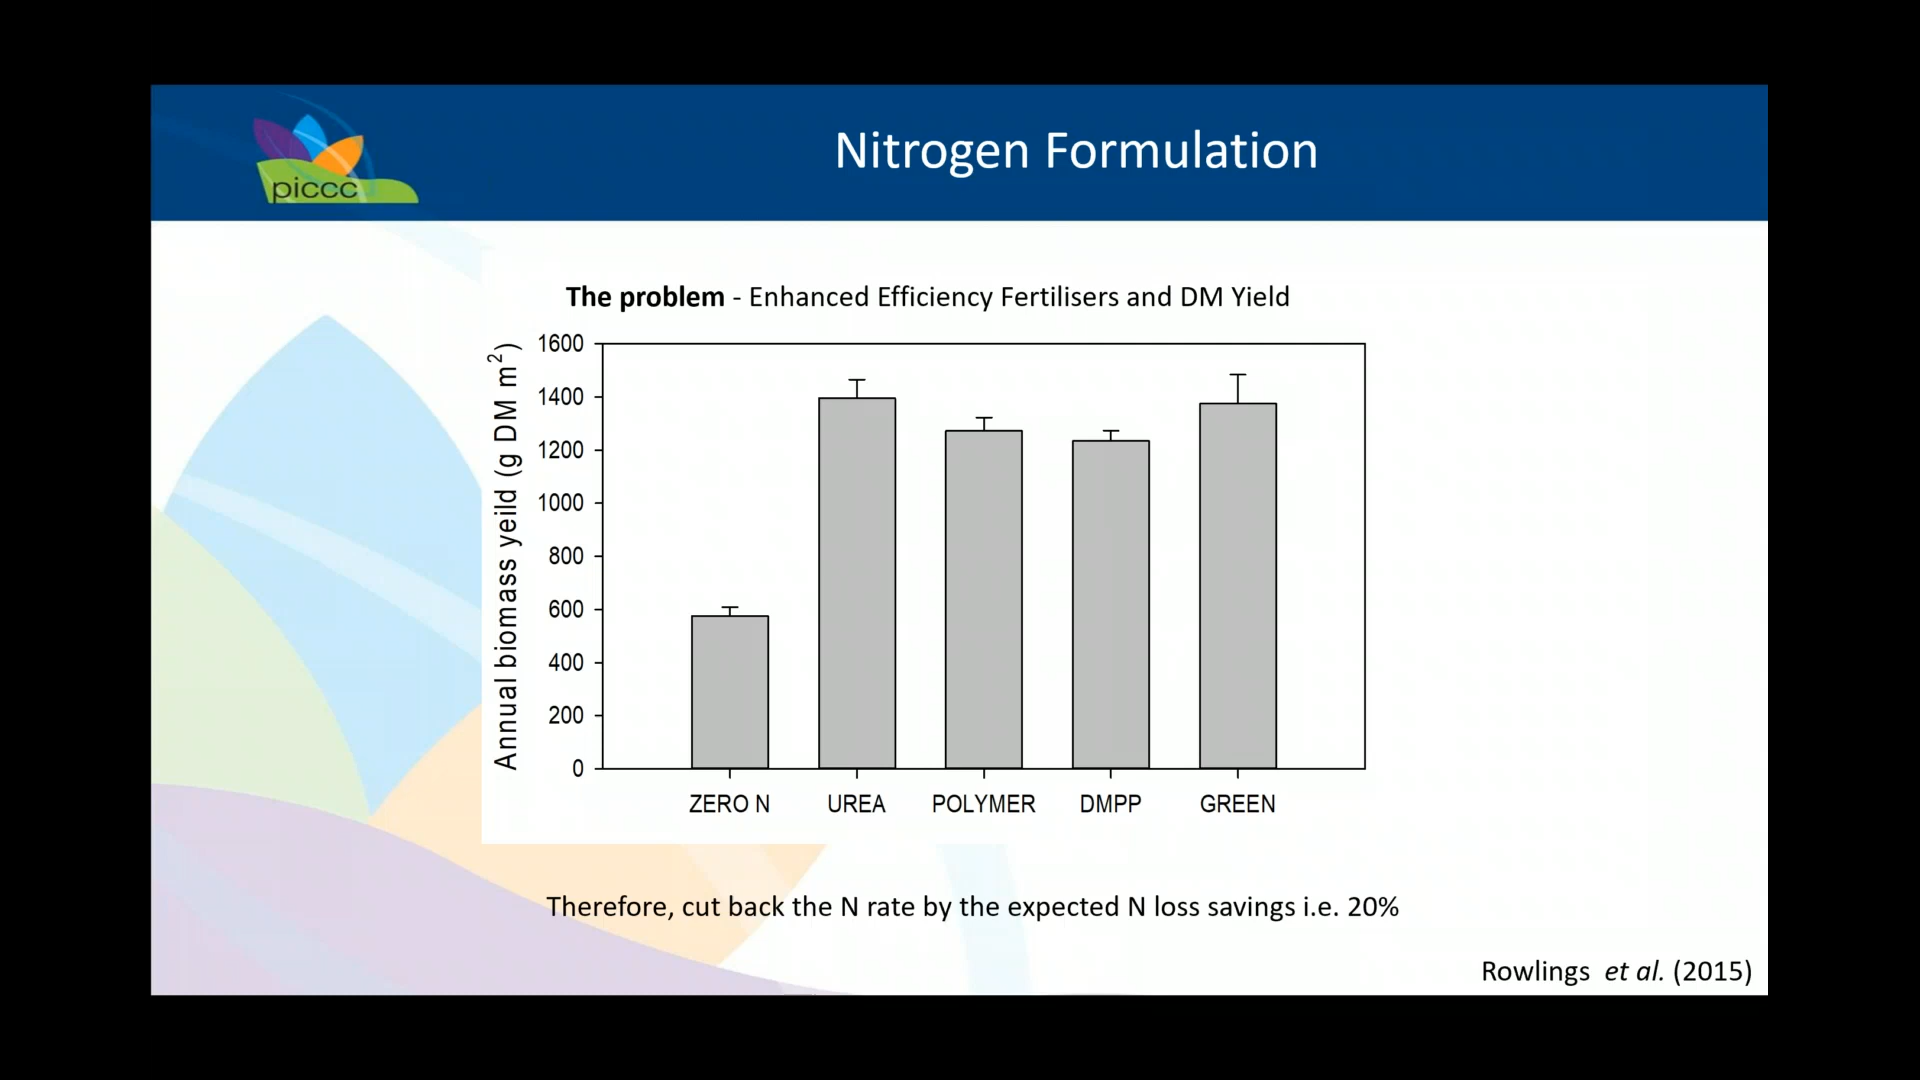 piccc
Nitrogen Formulation
The problem - Enhanced Efficiency Fertilisers and DM Yield
Annual biomass yeild (g DM m²)
1600
1400
1200
1000
800
600
400
200
0
ZERO N UREA POLYMER DMPP GREEN
Therefore, cut back the N rate by the expected N loss savings i.e. 20%
Rowlings et al. (2015)